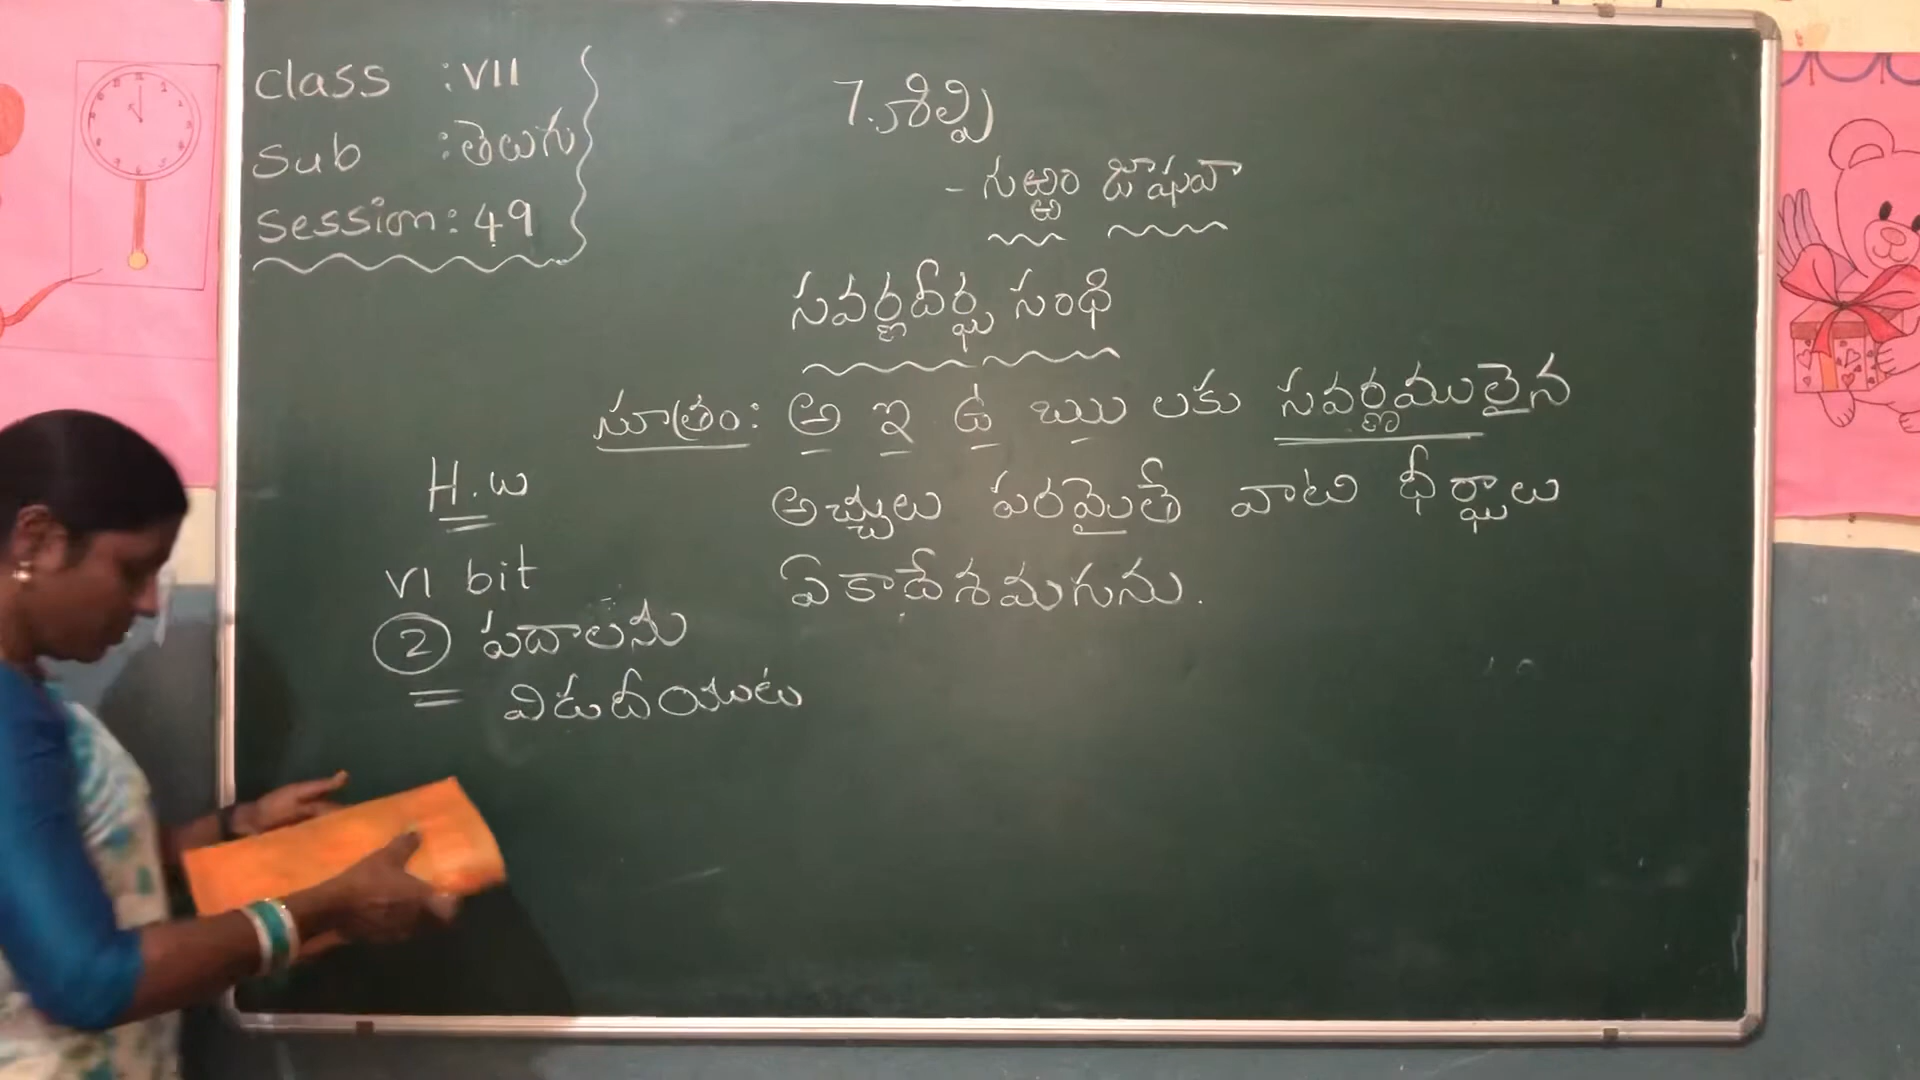 class : VII
Sub : తెలుగు
Session: 49
7. శిల్పి
- గుఱ్ఱం జాషువా
సవర్ణదీర్ఘ సంధి
సూత్రం: అ ఇ ఉ ఋ లకు సవర్ణములైన
అచ్చులు పరమైతే వాటి ధీర్ఘాలు
ఏకాదేశమగును.
H.w
VI bit
2 పదాలను
విడదీయుట